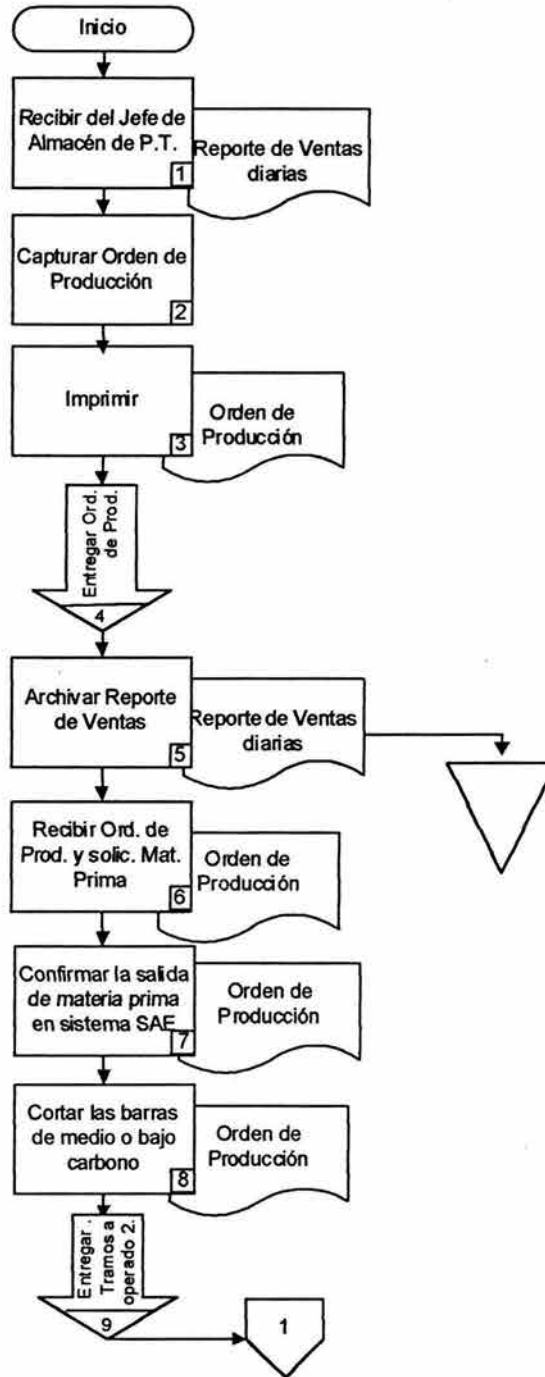 Inicio
Recibir del Jefe de
Almacén de P.T.
1
Reporte de Ventas
diarias
Capturar Orden de
Producción
2
Imprimir
3
Orden de
Producción
Entregar Ord.
de Prod.
4
Archivar Reporte
de Ventas
5
Reporte de Ventas
diarias
Recibir Ord. de
Prod. y solic. Mat.
Prima
6
Orden de
Producción
Confirmar la salida
de materia prima
en sistema SAE
7
Orden de
Producción
Cortar las barras
de medio o bajo
carbono
8
Orden de
Producción
Entregar .
Tramos a
operado 2.
9
1